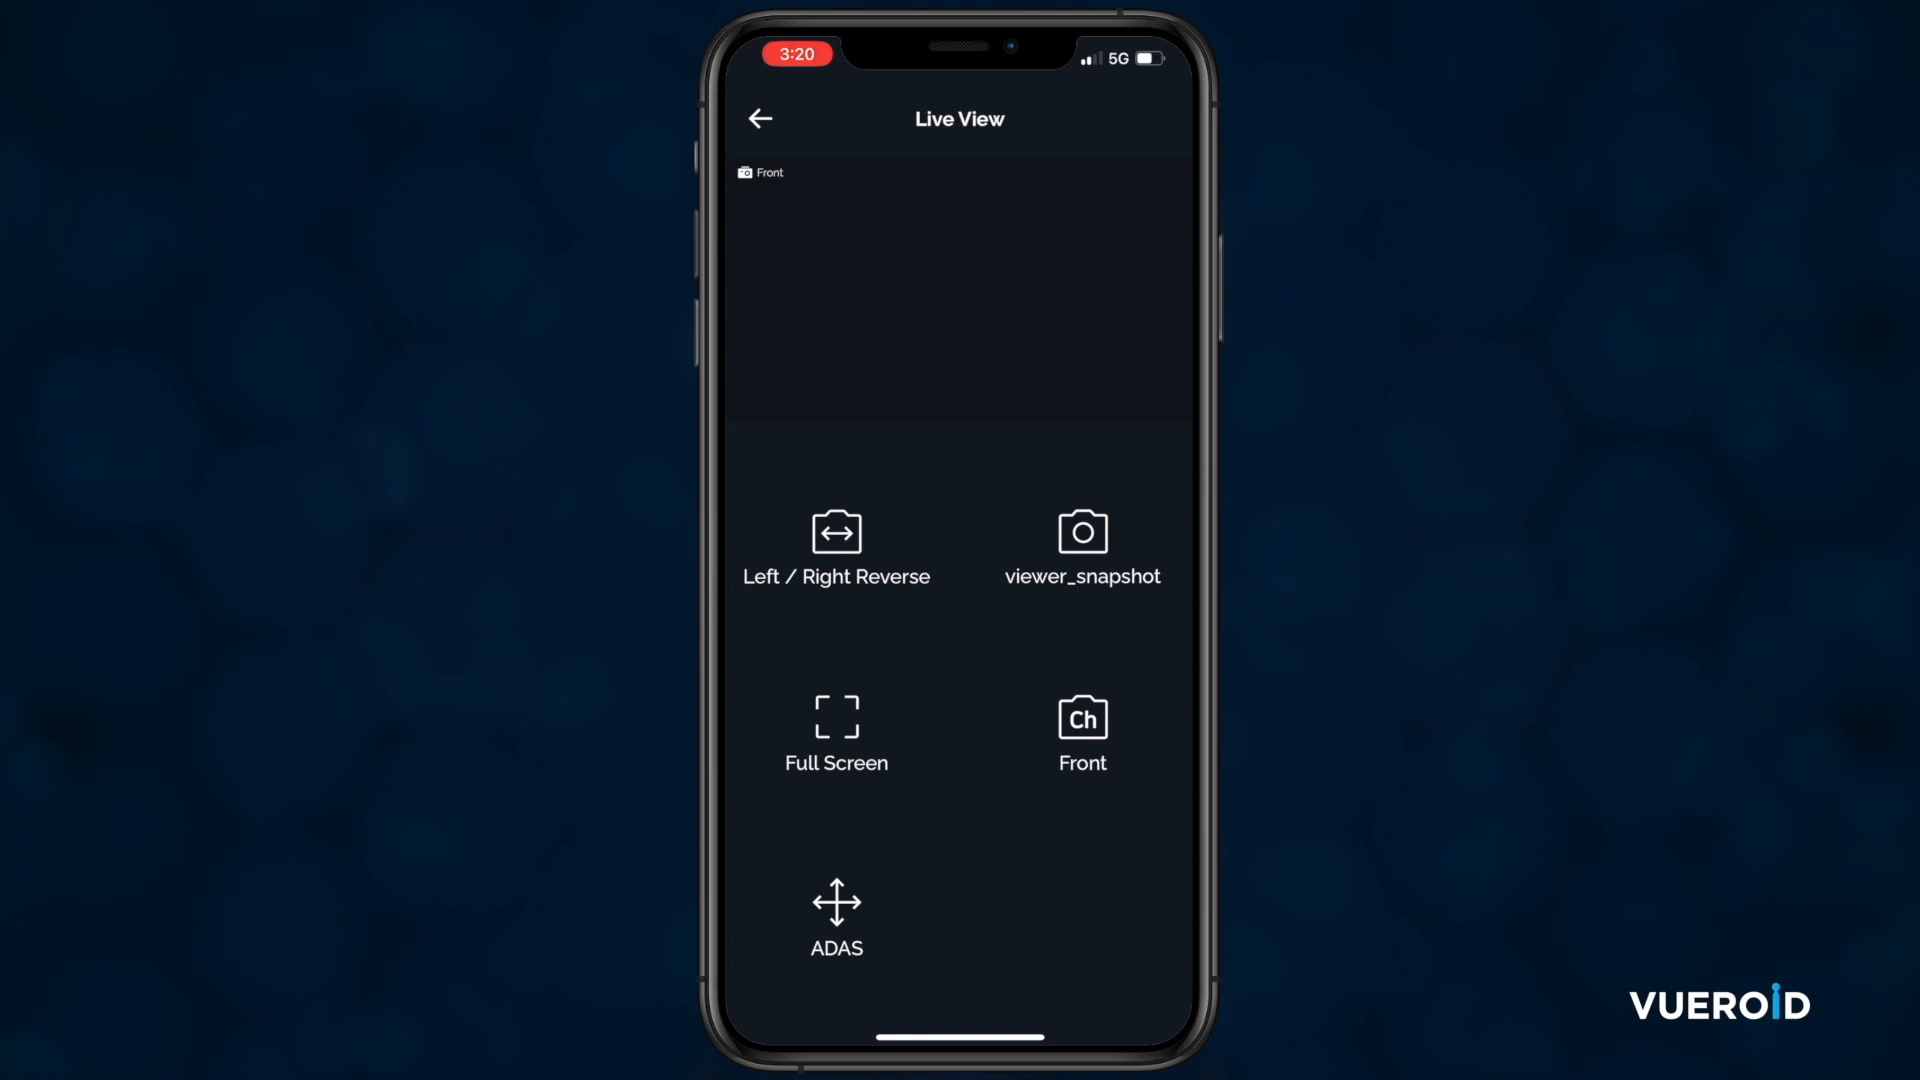 3:20
5G
Live View
Front
Left / Right Reverse
viewer_snapshot
Full Screen
Ch
Front
ADAS
VUEROID